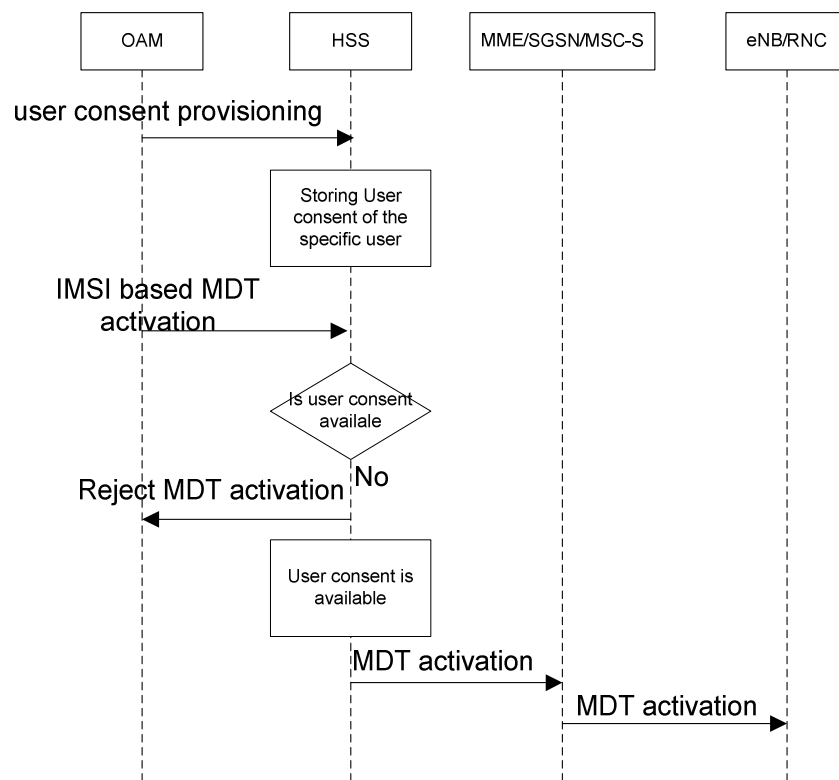 OAM
HSS
MME/SGSN/MSC-S
eNB/RNC
user consent provisioning
Storing User
consent of the
specific user
IMSI based MDT
activation
Is user consent
availale
No
Reject MDT activation
User consent is
available
MDT activation
MDT activation